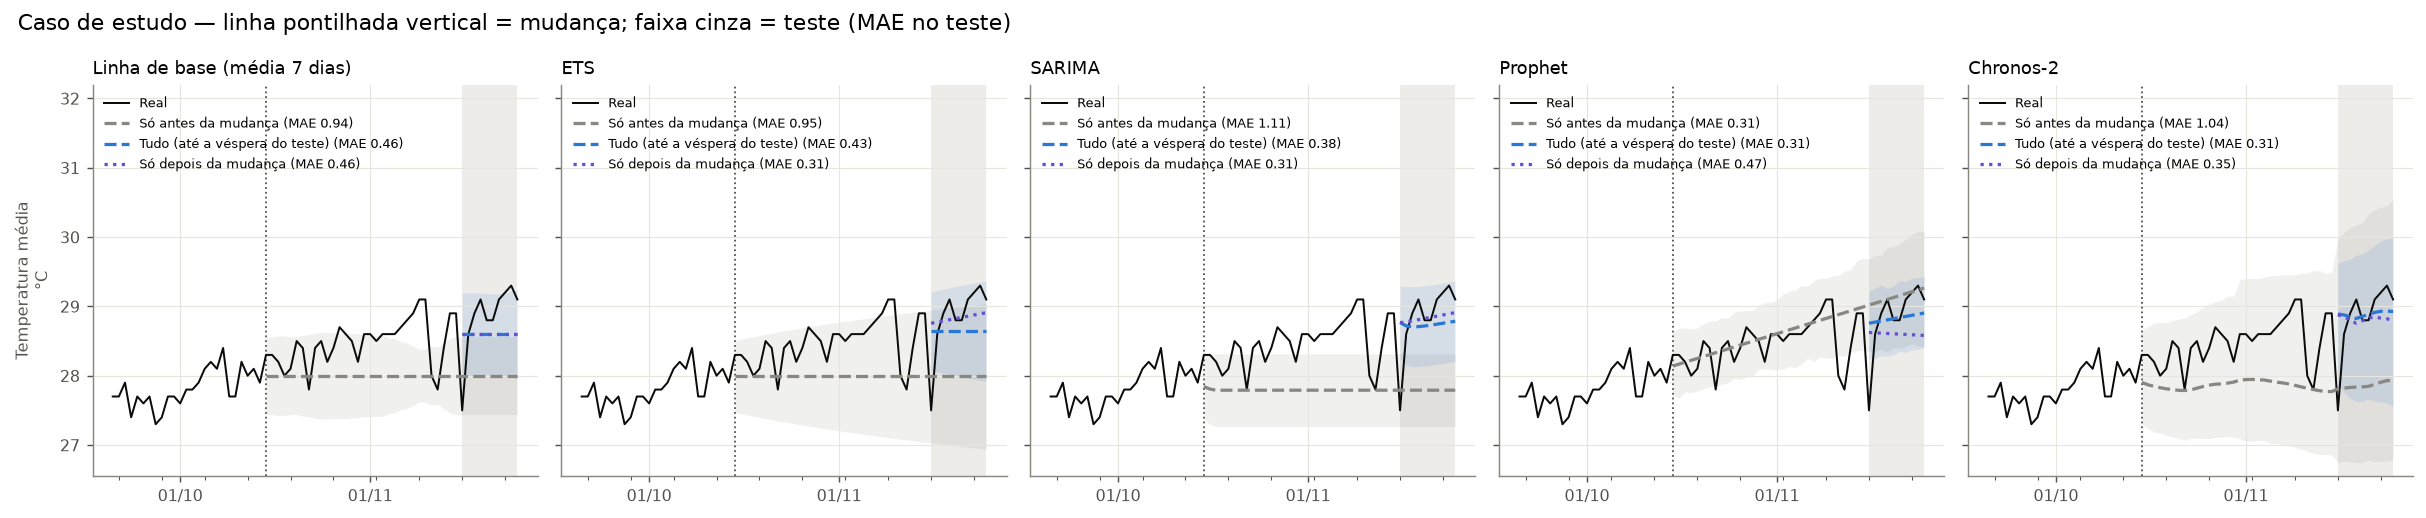 Caso de estudo — linha pontilhada vertical = mudança; faixa cinza = teste (MAE no teste)
Linha de base (média 7 dias)
Real
Só antes da mudança (MAE 0.94)
Tudo (até a véspera do teste) (MAE 0.46)
Só depois da mudança (MAE 0.46)
32
31
30
29
28
27
Temperatura média
°C
01/10
01/11
ETS
Real
Só antes da mudança (MAE 0.95)
Tudo (até a véspera do teste) (MAE 0.43)
Só depois da mudança (MAE 0.31)
01/10
01/11
SARIMA
Real
Só antes da mudança (MAE 1.11)
Tudo (até a véspera do teste) (MAE 0.38)
Só depois da mudança (MAE 0.31)
01/10
01/11
Prophet
Real
Só antes da mudança (MAE 0.31)
Tudo (até a véspera do teste) (MAE 0.31)
Só depois da mudança (MAE 0.47)
01/10
01/11
Chronos-2
Real
Só antes da mudança (MAE 1.04)
Tudo (até a véspera do teste) (MAE 0.31)
Só depois da mudança (MAE 0.35)
01/10
01/11